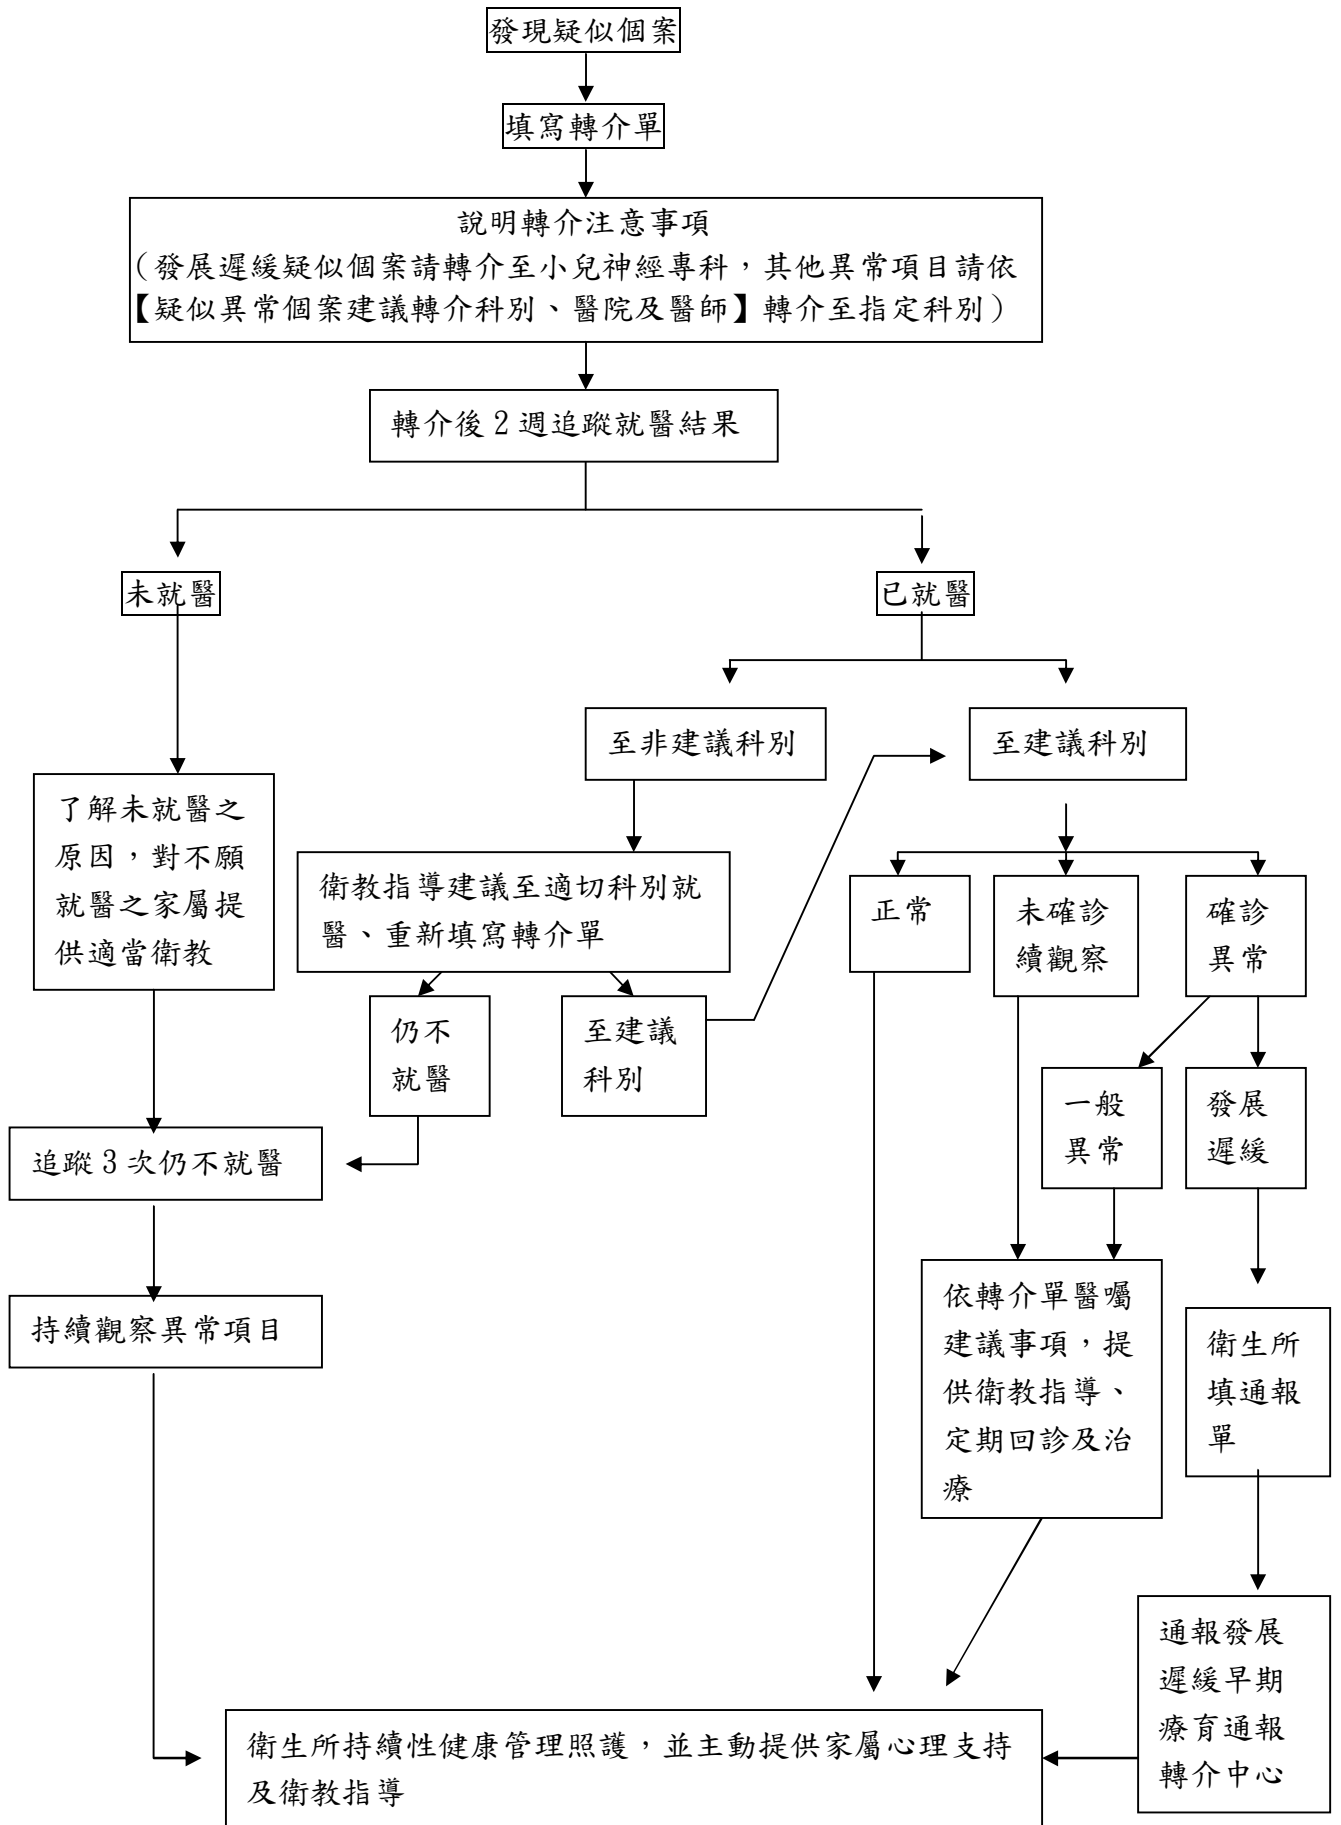 發現疑似個案
填寫轉介單
說明轉介注意事項
（發展遲緩疑似個案請轉介至小兒神經專科，其他異常項目請依
【疑似異常個案建議轉介科別、醫院及醫師】轉介至指定科別）
轉介後2週追蹤就醫結果
未就醫
已就醫
至非建議科別
至建議科別
了解未就醫之
原因，對不願
就醫之家屬提
供適當衛教
衛教指導建議至適切科別就
醫、重新填寫轉介單
正常
未確診
續觀察
確診
異常
仍不
就醫
至建議
科別
一般
異常
發展
遲緩
追蹤3次仍不就醫
持續觀察異常項目
依轉介單醫囑
建議事項，提
供衛教指導、
定期回診及治
療
衛生所
填通報
單
通報發展
遲緩早期
療育通報
轉介中心
衛生所持續性健康管理照護，並主動提供家屬心理支持
及衛教指導